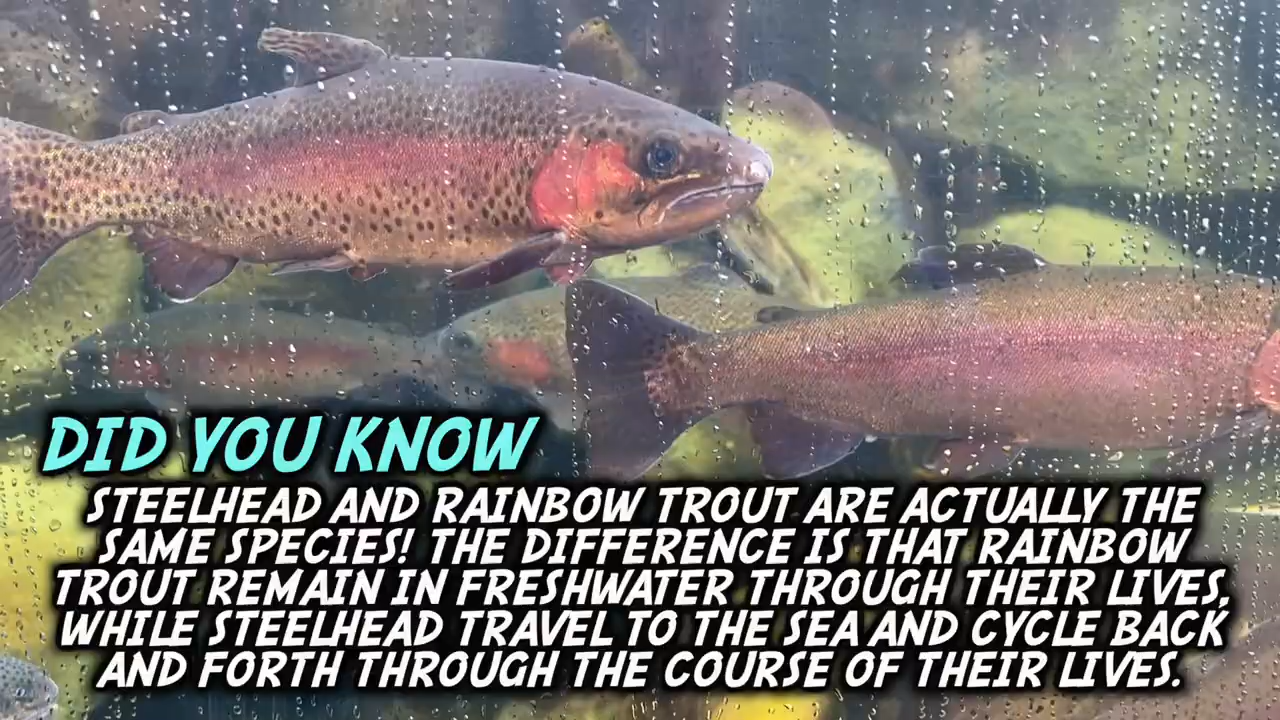 DID YOU KNOW
STEELHEAD AND RAINBOW TROUT ARE ACTUALLY THE
SAME SPECIES! THE DIFFERENCE IS THAT RAINBOW
TROUT REMAIN IN FRESHWATER THROUGH THEIR LIVES,
WHILE STEELHEAD TRAVEL TO THE SEA AND CYCLE BACK
AND FORTH THROUGH THE COURSE OF THEIR LIVES.